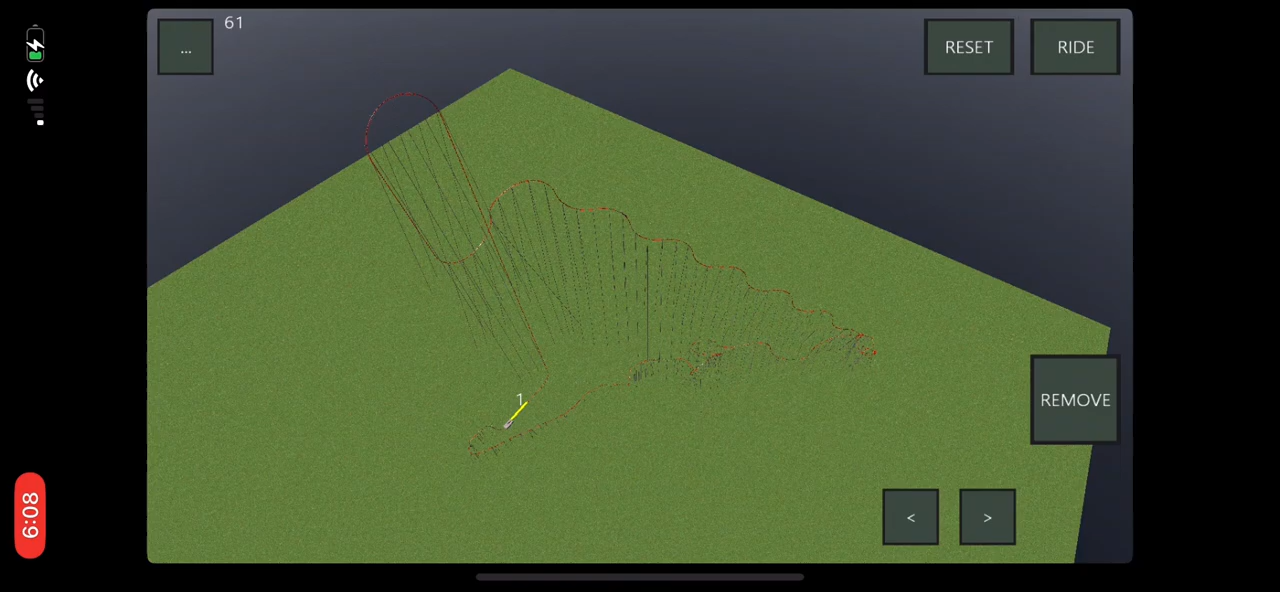 61
...
RESET
RIDE
1
REMOVE
<
>
6:08